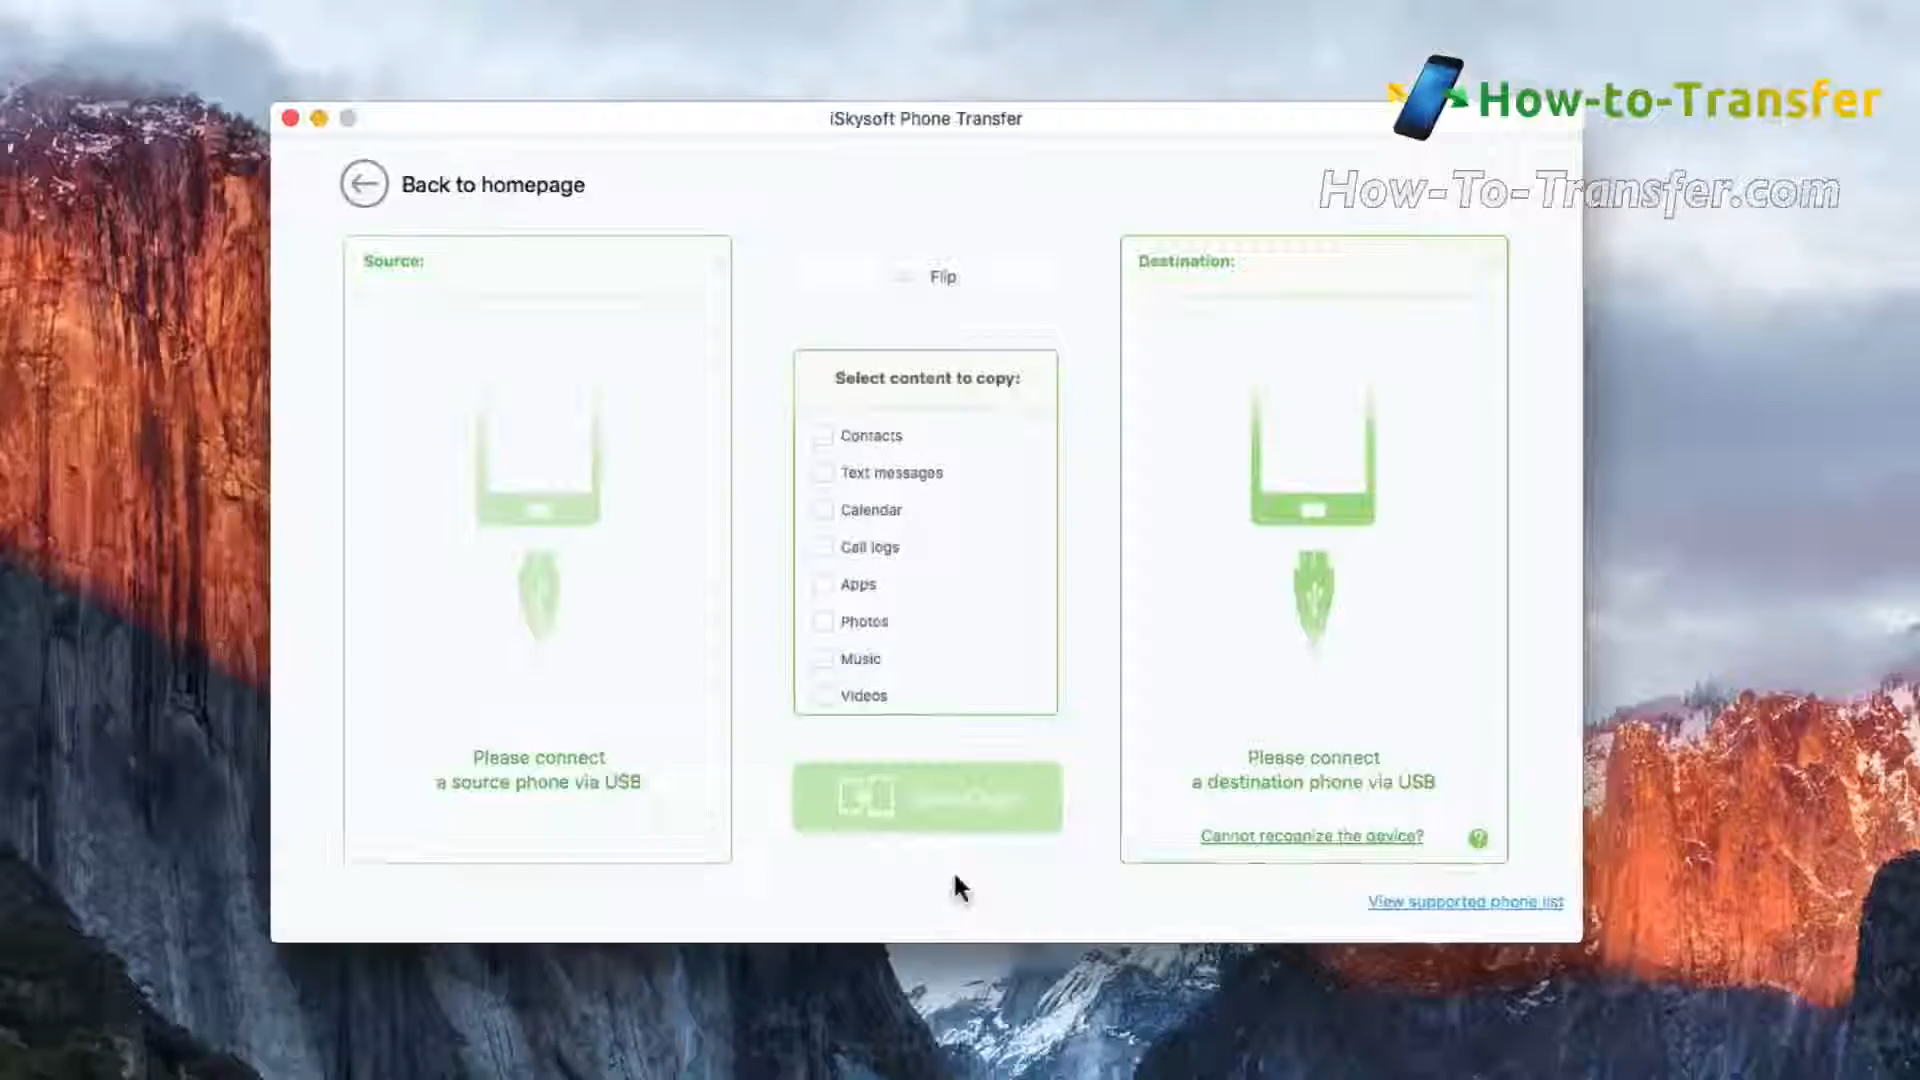 iSkysoft Phone Transfer
How-to-Transfer
How-To-Transfer.com
Back to homepage
Source:
Please connect
a source phone via USB
Flip
Select content to copy:
Contacts
Text messages
Calendar
Call logs
Apps
Photos
Music
Videos
Destination:
Please connect
a destination phone via USB
Cannot recognize the device?
?
View supported phone list